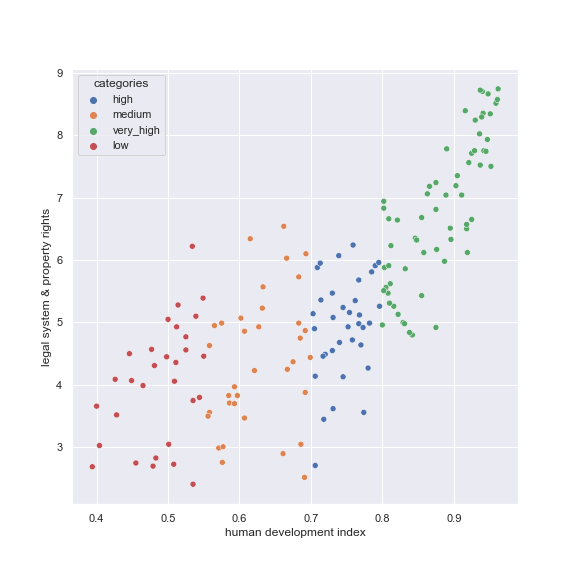 categories
high
medium
very_high
low
9
8
7
6
5
4
3
legal system & property rights
0.4 0.5 0.6 0.7 0.8 0.9
human development index